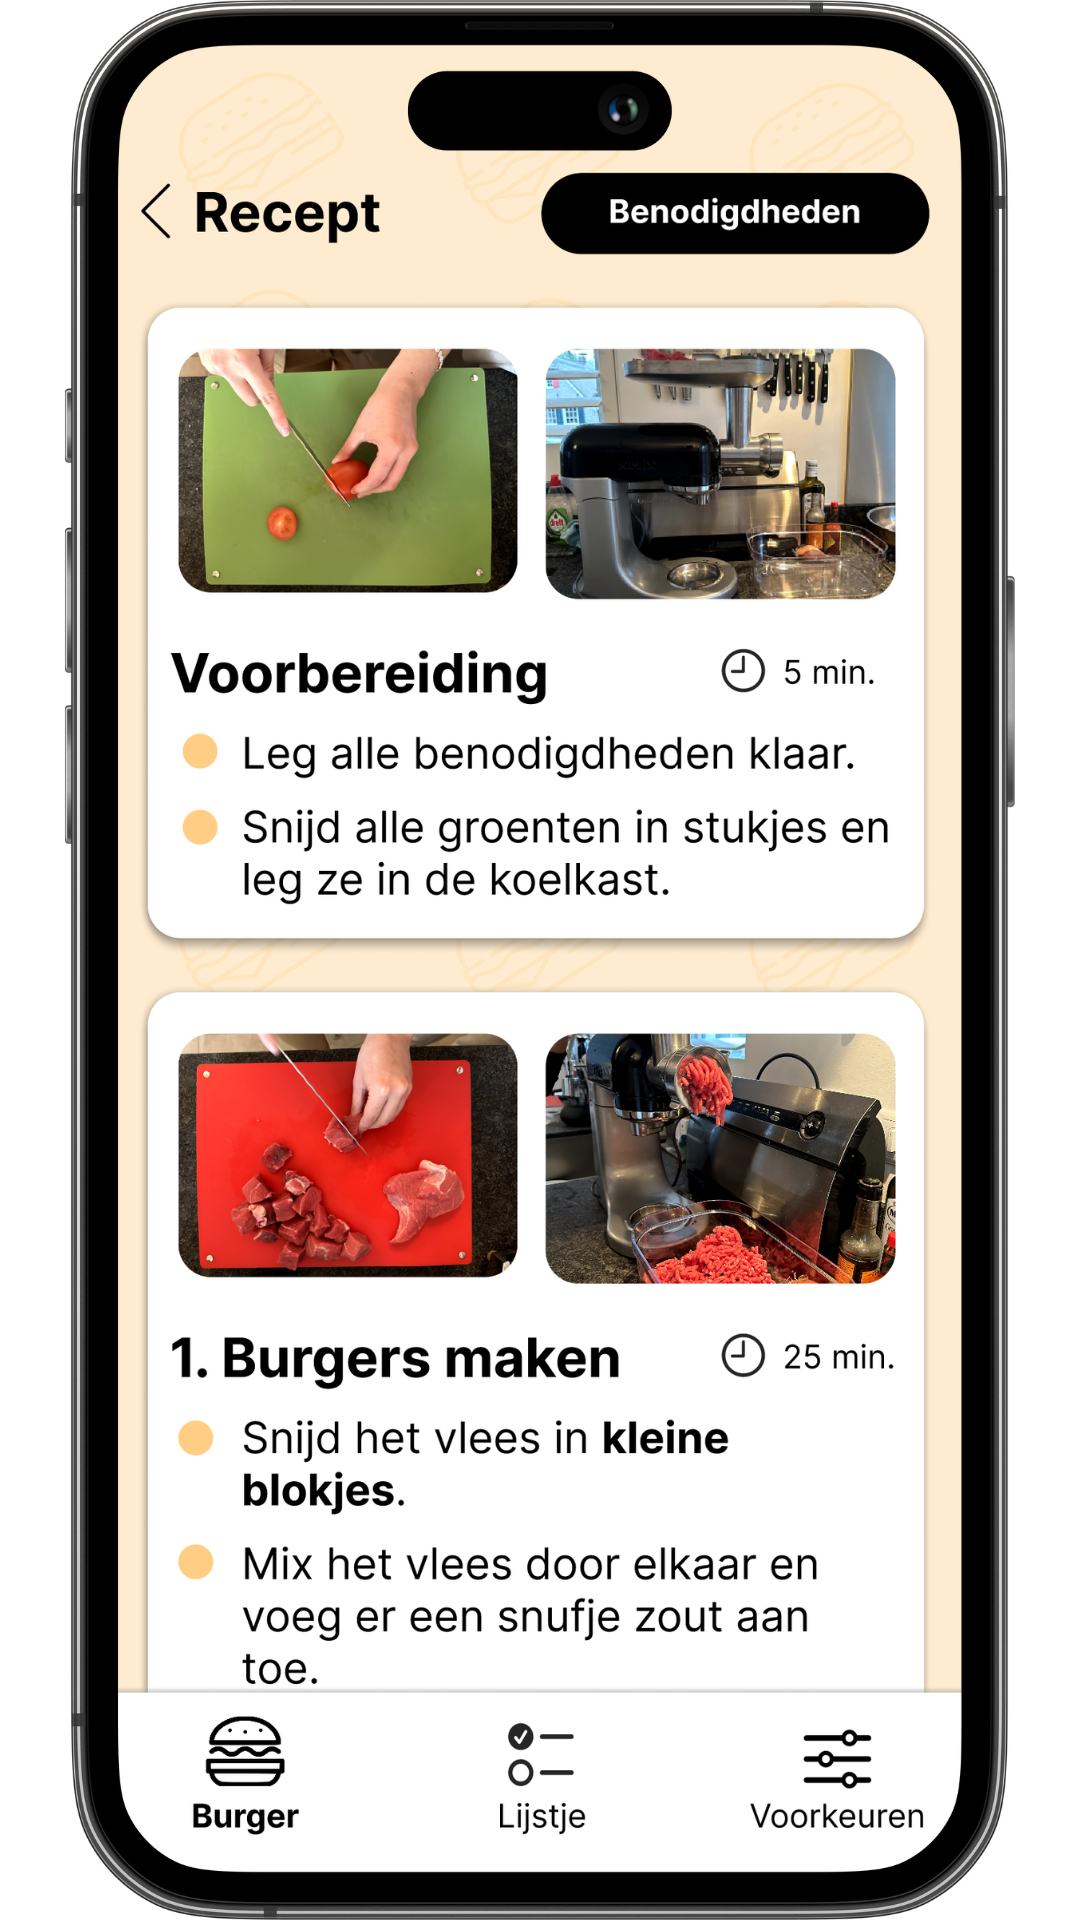 Recept
Benodigdheden
Voorbereiding
5 min.
Leg alle benodigdheden klaar.
Snijd alle groenten in stukjes en
leg ze in de koelkast.
1. Burgers maken
25 min.
Snijd het vlees in kleine
blokjes.
Mix het vlees door elkaar en
voeg er een snufje zout aan
toe.
Burger
Lijstje
Voorkeuren